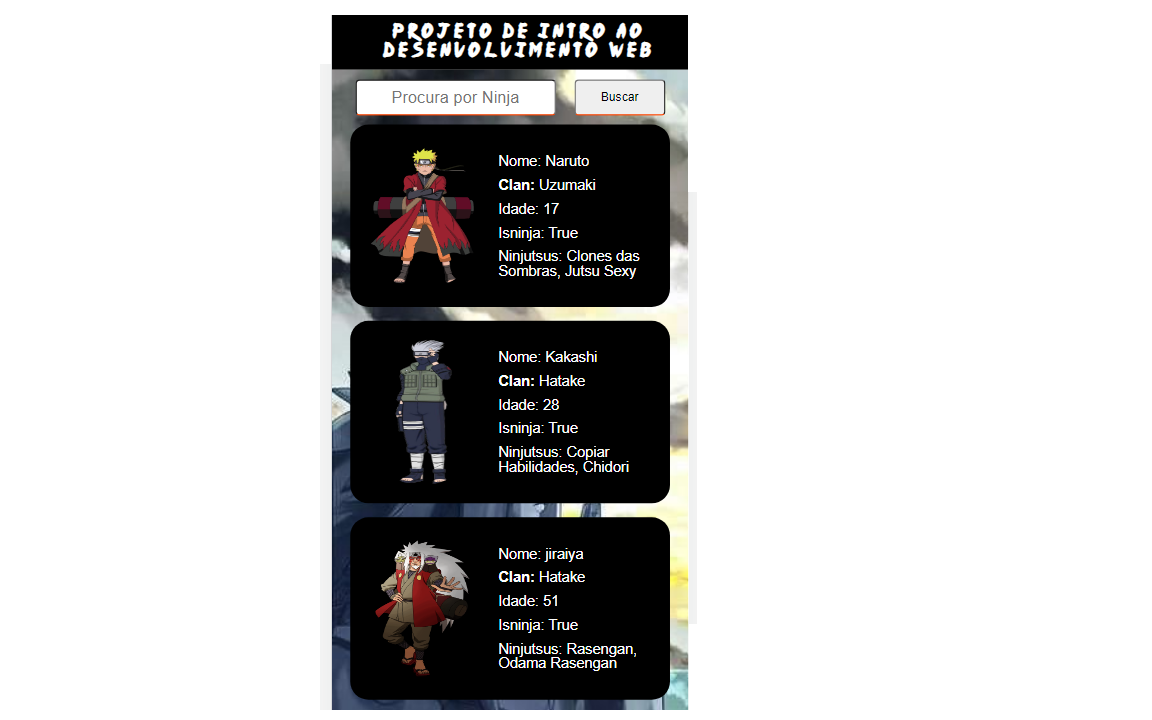 PROJETO DE INTRO AO
DESENVOLVIMENTO WEB
Procura por Ninja
Buscar
Nome: Naruto
Clan: Uzumaki
Idade: 17
Isninja: True
Ninjutsus: Clones das
Sombras, Jutsu Sexy
Nome: Kakashi
Clan: Hatake
Idade: 28
Isninja: True
Ninjutsus: Copiar
Habilidades, Chidori
Nome: jiraiya
Clan: Hatake
Idade: 51
Isninja: True
Ninjutsus: Rasengan,
Odama Rasengan